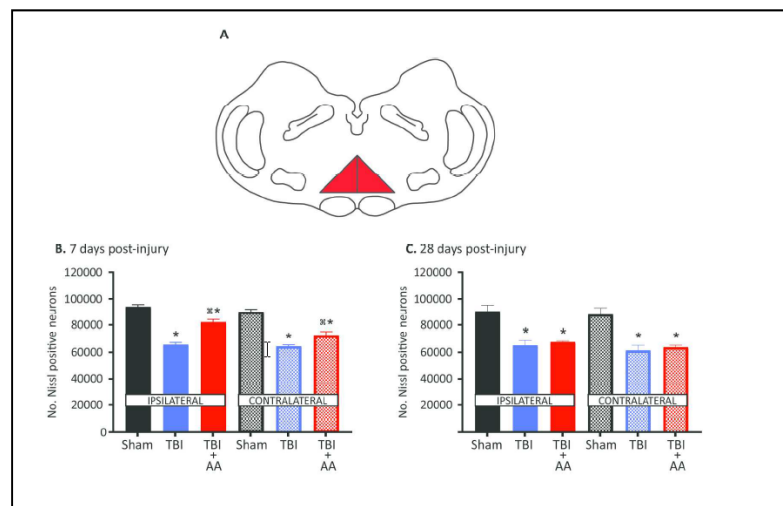 A
B. 7 days post-injury
No. Nissl positive neurons
120000
100000
80000
60000
40000
20000
0
IPSILATERAL
CONTRALATERAL
* ⌘* * ⌘*
Sham TBI TBI + AA Sham TBI TBI + AA
C. 28 days post-injury
No. Nissl positive neurons
120000
100000
80000
60000
40000
20000
IPSILATERAL
CONTRALATERAL
* * * *
Sham TBI TBI + AA Sham TBI TBI + AA